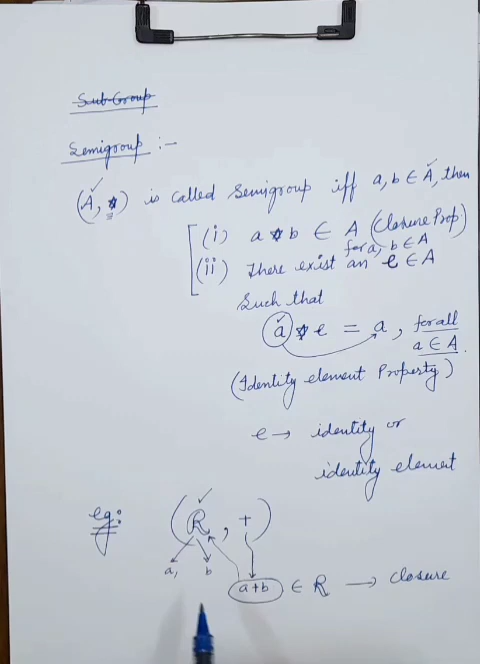 Sub-Group
Semigroup :-
(A, *) is called Semigroup iff a, b ∈ A, then
(i) a * b ∈ A (Closure Prop)
for a, b ∈ A
(ii) There exist an e ∈ A
Such that
a * e = a, for all
a ∈ A.
(Identity element Property)
e → identity or
identity element
eg:
(R, +)
a, b
a+b ∈ R → closure